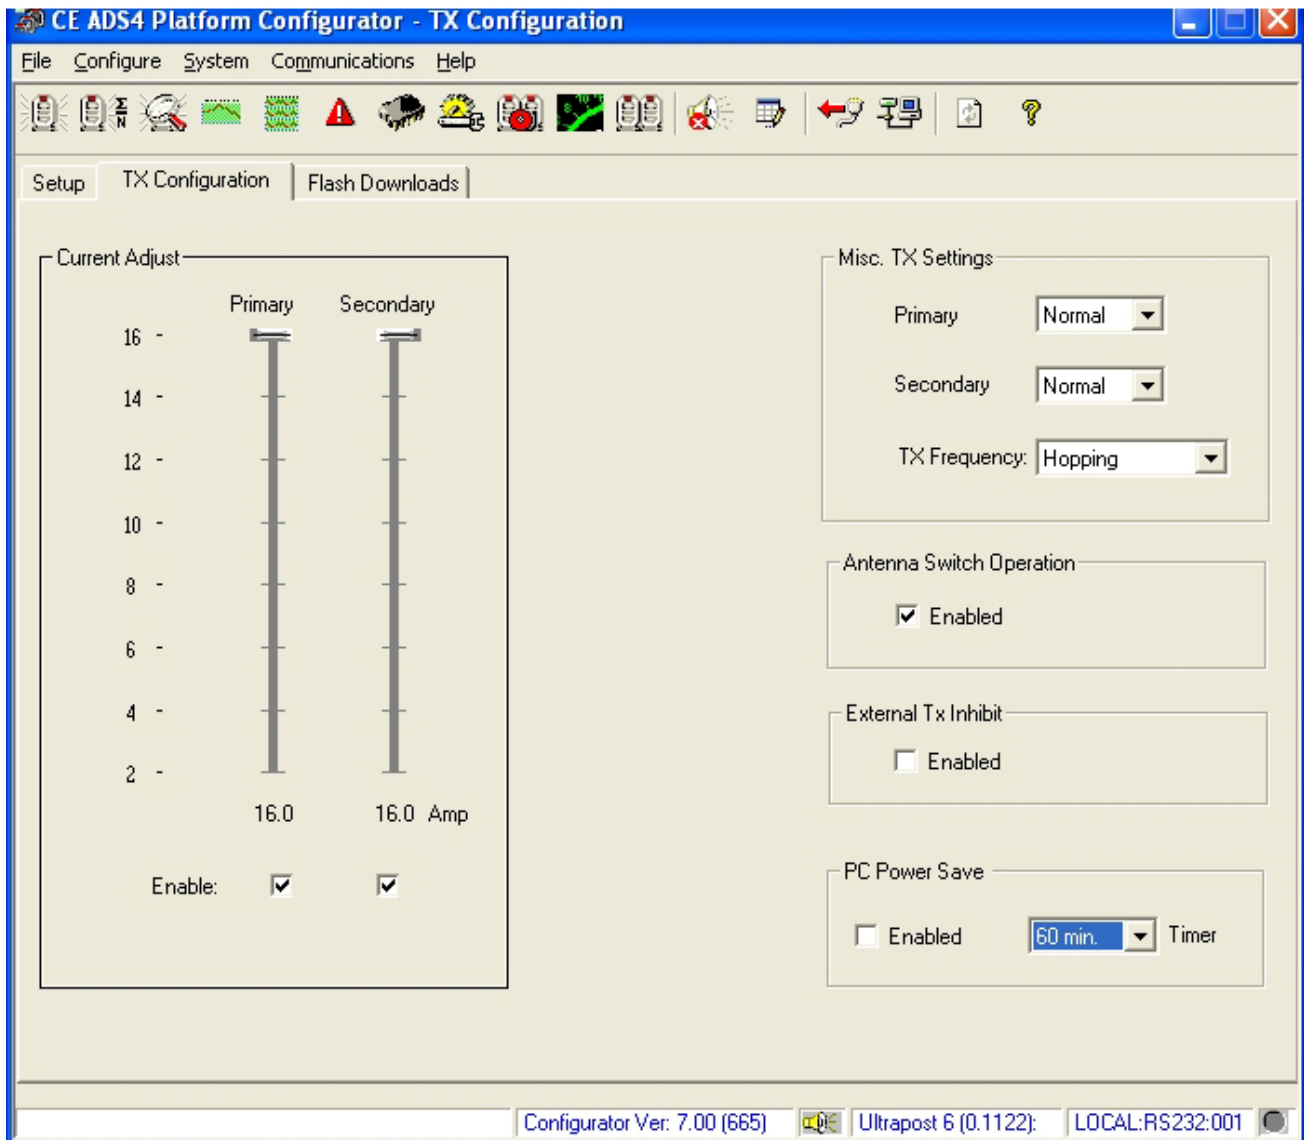 CE ADS4 Platform Configurator - TX Configuration
File Configure System Communications Help
Σ
N
?
Setup TX Configuration Flash Downloads
Current Adjust
Primary Secondary
16 -
14 -
12 -
10 -
8 -
6 -
4 -
2 -
16.0 16.0 Amp
Enable:
Misc. TX Settings
Primary Normal
Secondary Normal
TX Frequency: Hopping
Antenna Switch Operation
Enabled
External Tx Inhibit
Enabled
PC Power Save
Enabled 60 min. Timer
Configurator Ver: 7.00 (665) Ultrapost 6 (0.1122): LOCAL:RS232:001